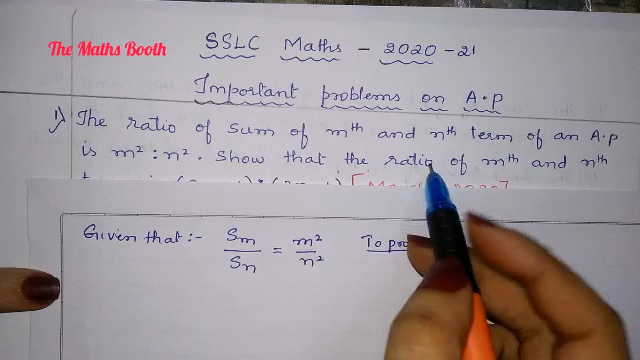 The Maths Booth
SSLC Maths - 2020-21
Important problems on A.P
1) The ratio of sum of mth and nth term of an A.P
is m² : n². Show that the ratio of mth and nth
Given that :- Sm/Sn = m²/n² To pro